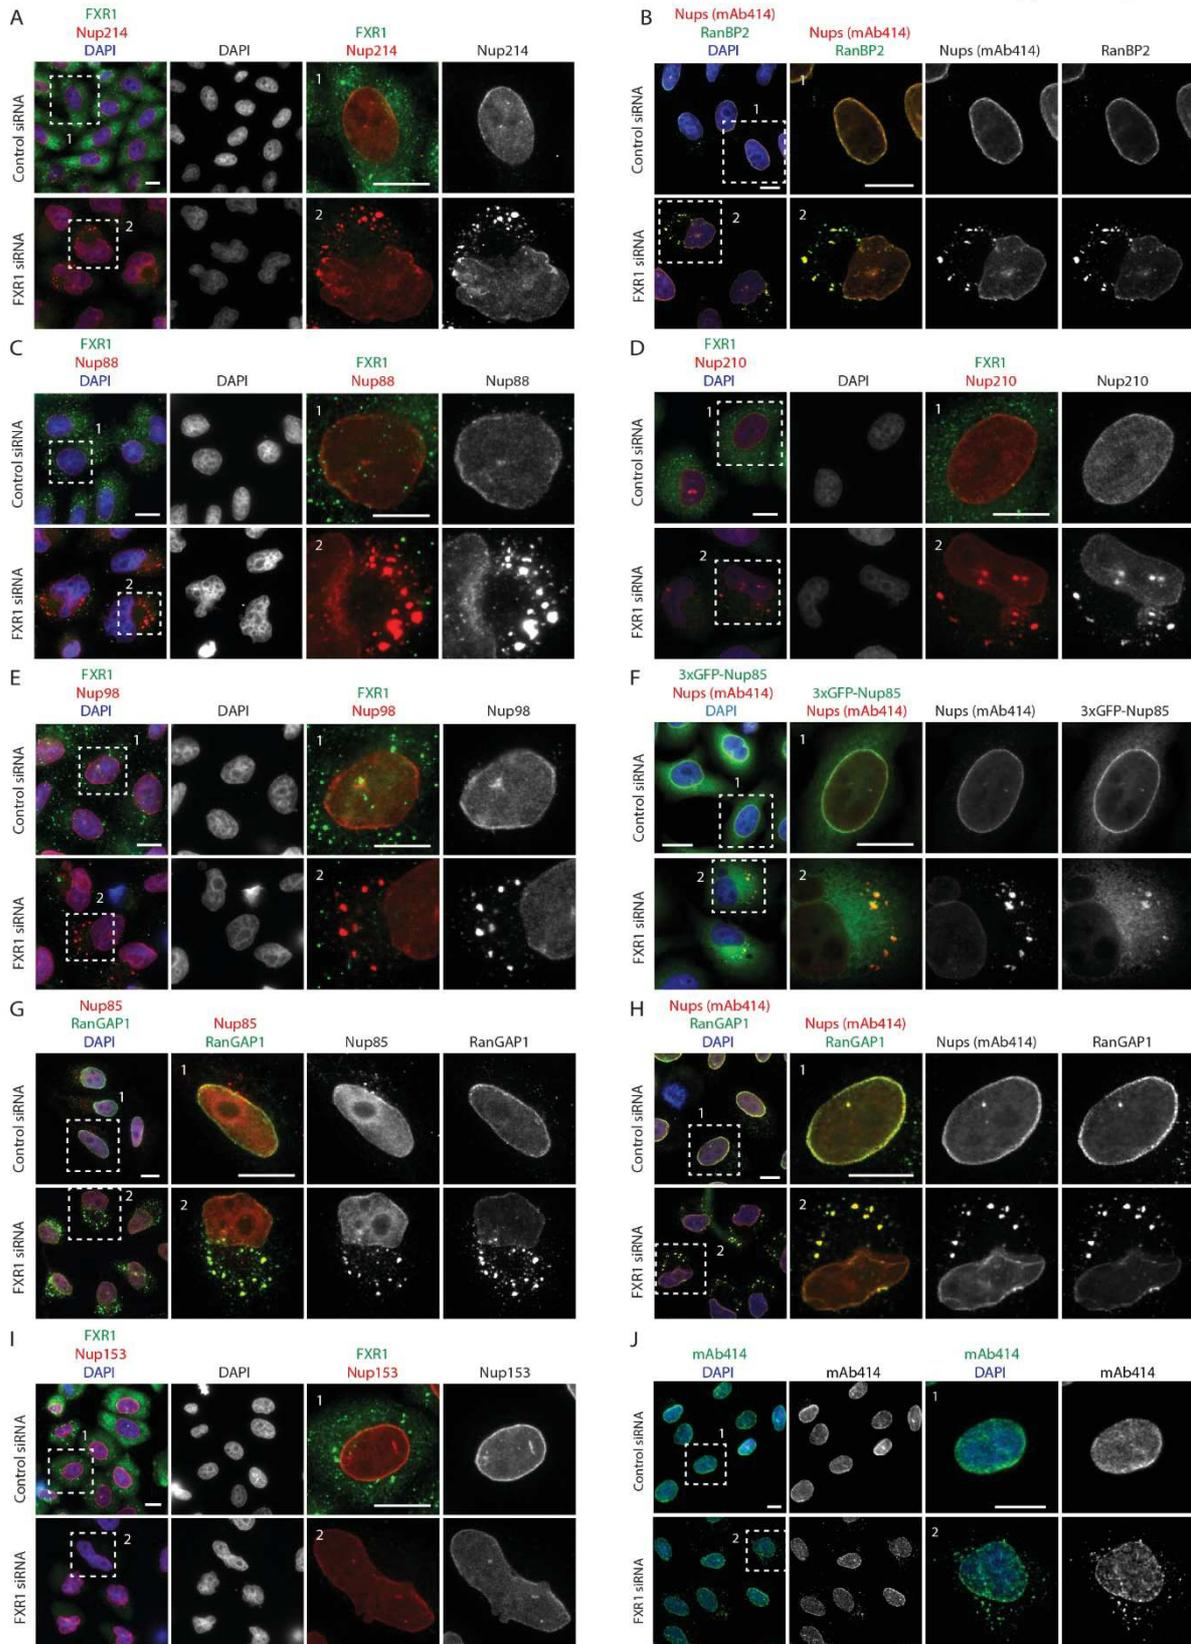 A
FXR1
Nup214
DAPI
DAPI
FXR1
Nup214
Nup214
Control siRNA
1
1
FXR1 siRNA
2
2
B
Nups (mAb414)
RanBP2
DAPI
Nups (mAb414)
RanBP2
Nups (mAb414)
RanBP2
Control siRNA
1
1
FXR1 siRNA
2
2
C
FXR1
Nup88
DAPI
DAPI
FXR1
Nup88
Nup88
Control siRNA
1
1
FXR1 siRNA
2
2
D
FXR1
Nup210
DAPI
DAPI
FXR1
Nup210
Nup210
Control siRNA
1
1
FXR1 siRNA
2
2
E
FXR1
Nup98
DAPI
DAPI
FXR1
Nup98
Nup98
Control siRNA
1
1
FXR1 siRNA
2
2
F
3xGFP-Nup85
Nups (mAb414)
DAPI
3xGFP-Nup85
Nups (mAb414)
Nups (mAb414)
3xGFP-Nup85
Control siRNA
1
1
FXR1 siRNA
2
2
G
Nup85
RanGAP1
DAPI
Nup85
RanGAP1
Nup85
RanGAP1
Control siRNA
1
1
FXR1 siRNA
2
2
H
Nups (mAb414)
RanGAP1
DAPI
Nups (mAb414)
RanGAP1
Nups (mAb414)
RanGAP1
Control siRNA
1
1
FXR1 siRNA
2
2
I
FXR1
Nup153
DAPI
DAPI
FXR1
Nup153
Nup153
Control siRNA
1
1
FXR1 siRNA
2
2
J
mAb414
DAPI
mAb414
mAb414
DAPI
mAb414
Control siRNA
1
1
FXR1 siRNA
2
2